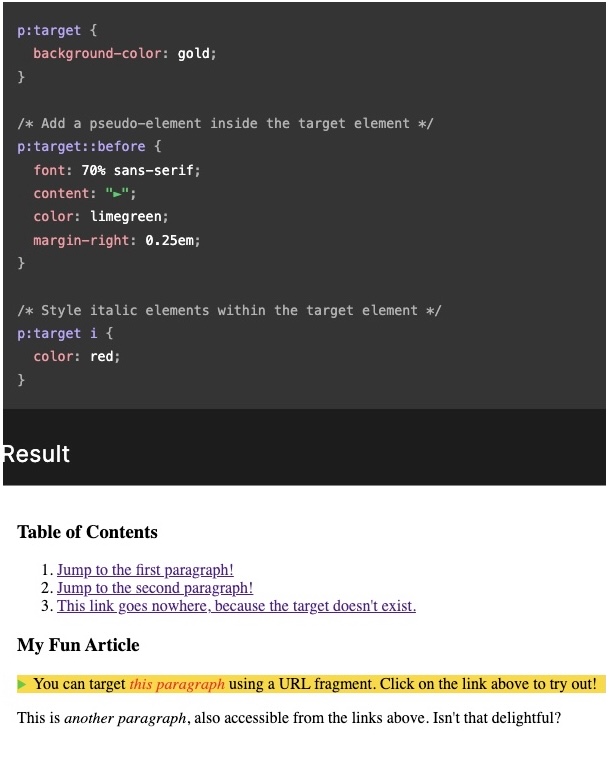 p:target {
  background-color: gold;
}

/* Add a pseudo-element inside the target element */
p:target::before {
  font: 70% sans-serif;
  content: "►";
  color: limegreen;
  margin-right: 0.25em;
}

/* Style italic elements within the target element */
p:target i {
  color: red;
}
Result
Table of Contents
1. Jump to the first paragraph!
2. Jump to the second paragraph!
3. This link goes nowhere, because the target doesn't exist.
My Fun Article
► You can target this paragraph using a URL fragment. Click on the link above to try out!
This is another paragraph, also accessible from the links above. Isn't that delightful?